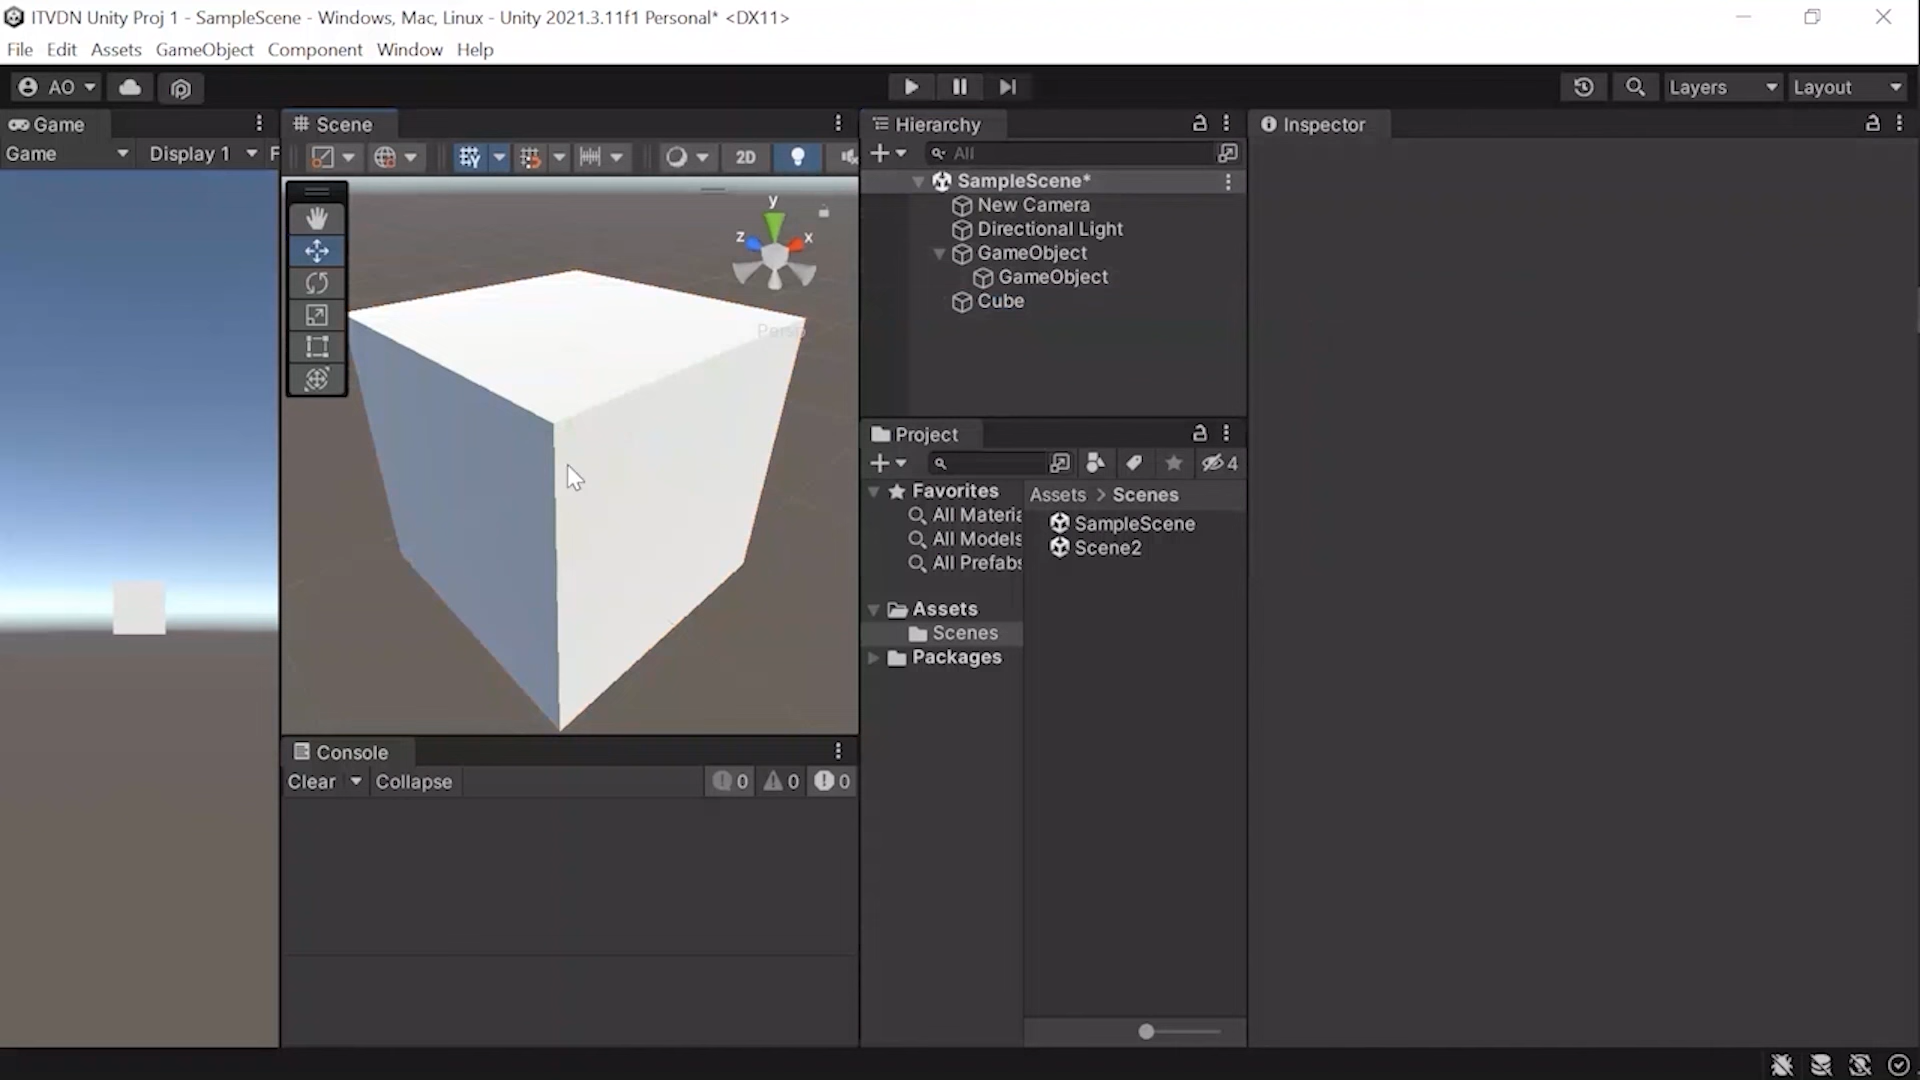 ITVDN Unity Proj 1 - SampleScene - Windows, Mac, Linux - Unity 2021.3.11f1 Personal* <DX11>
File Edit Assets GameObject Component Window Help
AO
Layers
Layout
Game
Game
Display 1
F
Scene
2D
y
z
x
Persp
Console
Clear
Collapse
0
0
0
Hierarchy
All
SampleScene*
New Camera
Directional Light
GameObject
GameObject
Cube
Project
4
Favorites
All Materia
All Models
All Prefabs
Assets
Scenes
Packages
Assets > Scenes
SampleScene
Scene2
Inspector